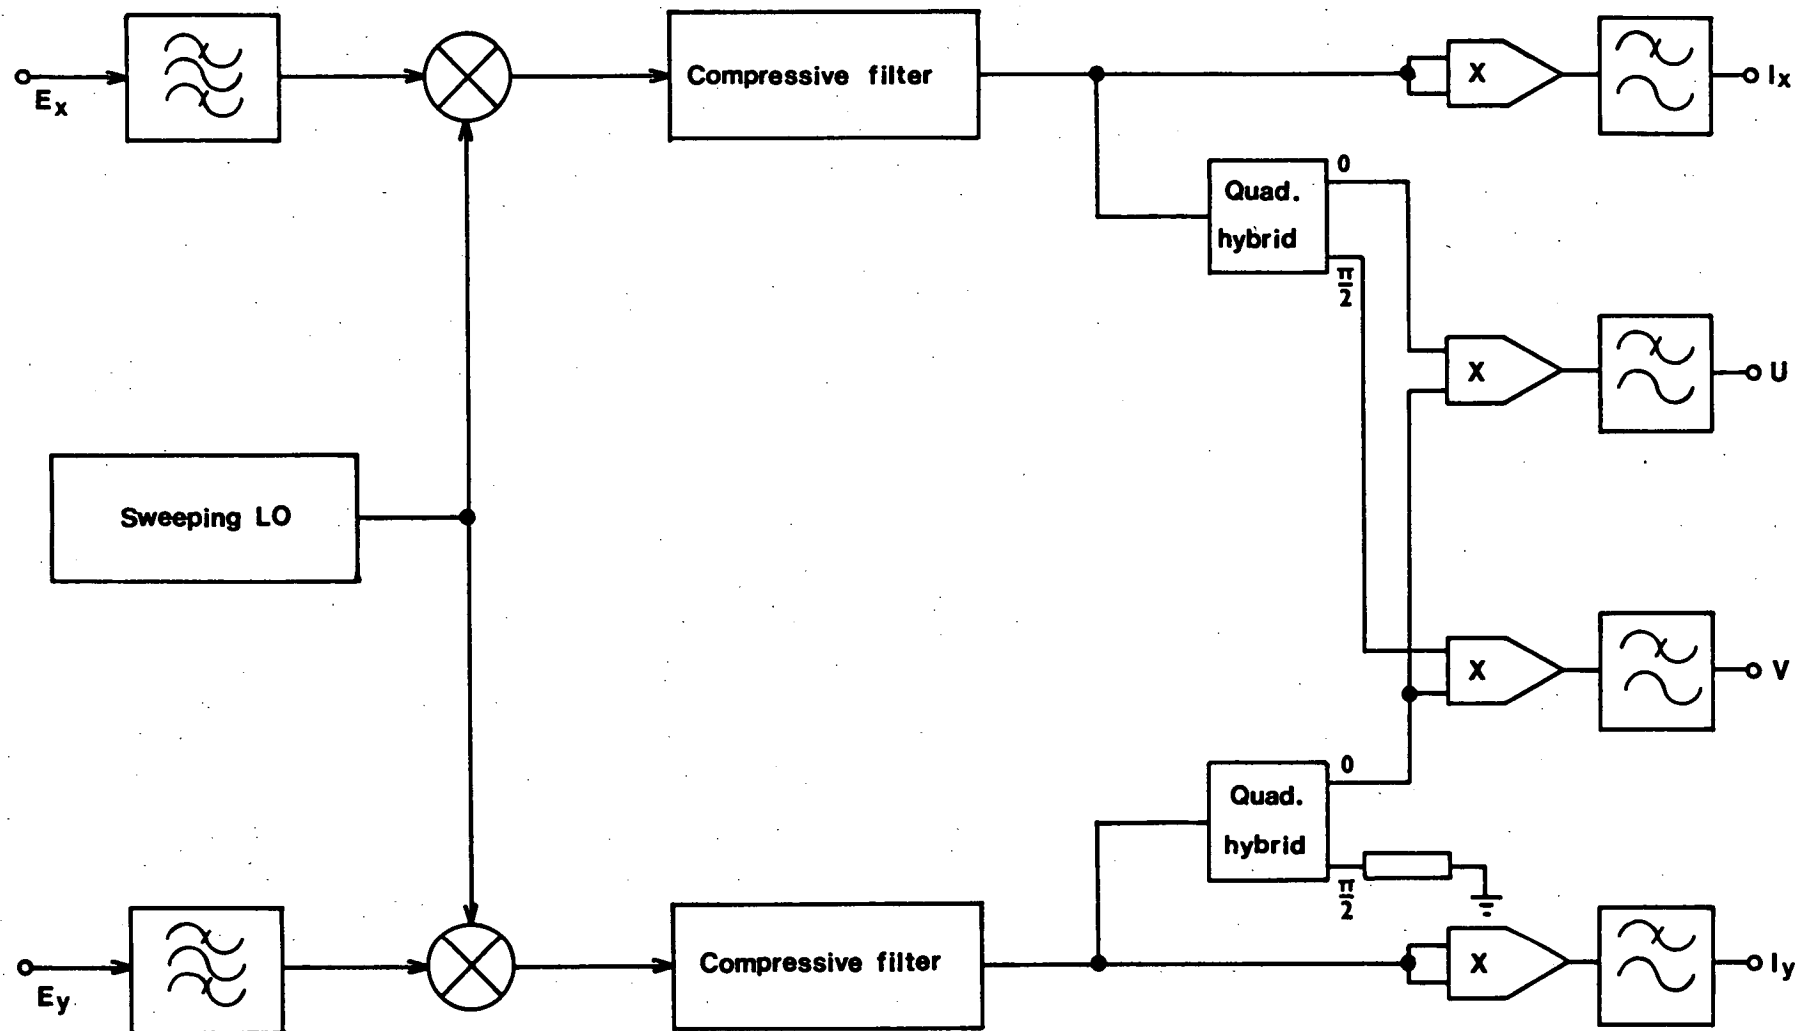 Ex
Compressive filter
X
Ix
Quad.
hybrid
0
π/2
X
U
Sweeping LO
X
V
Quad.
hybrid
0
π/2
Ey
Compressive filter
X
Iy